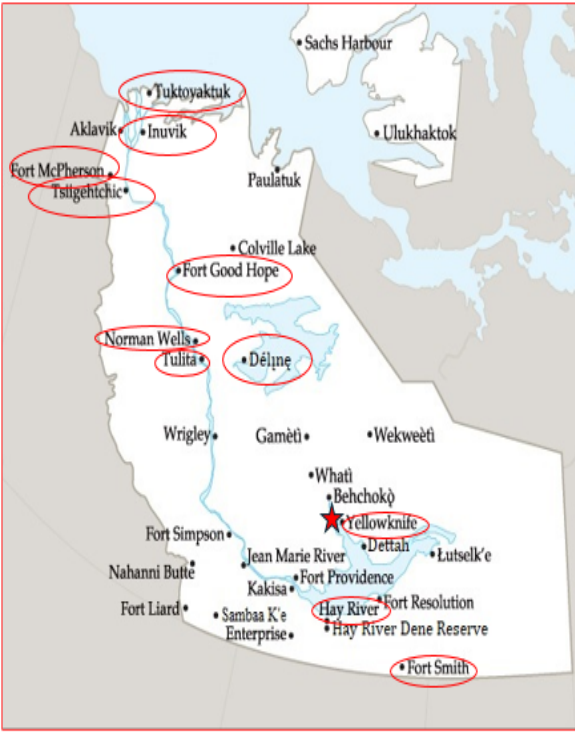 Sachs Harbour
Tuktoyaktuk
Aklavik
Inuvik
Ulukhaktok
Fort McPherson
Paulatuk
Tsiigehtchic
Colville Lake
Fort Good Hope
Norman Wells
Tulita
Délı̨nę
Wrigley
Gamètì
Wekweètì
Whatì
Behchokǫ̀
Yellowknife
Fort Simpson
Dettah
Łutselk'e
Jean Marie River
Nahanni Butte
Fort Providence
Kakisa
Fort Liard
Hay River
Fort Resolution
Sambaa K'e
Hay River Dene Reserve
Enterprise
Fort Smith